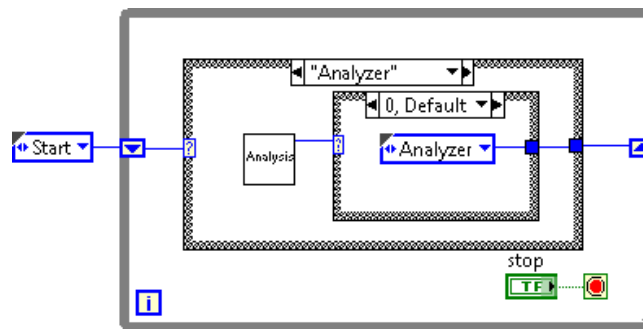 "Analyzer"
0, Default
Start
Analysis
Analyzer
stop
TF
i